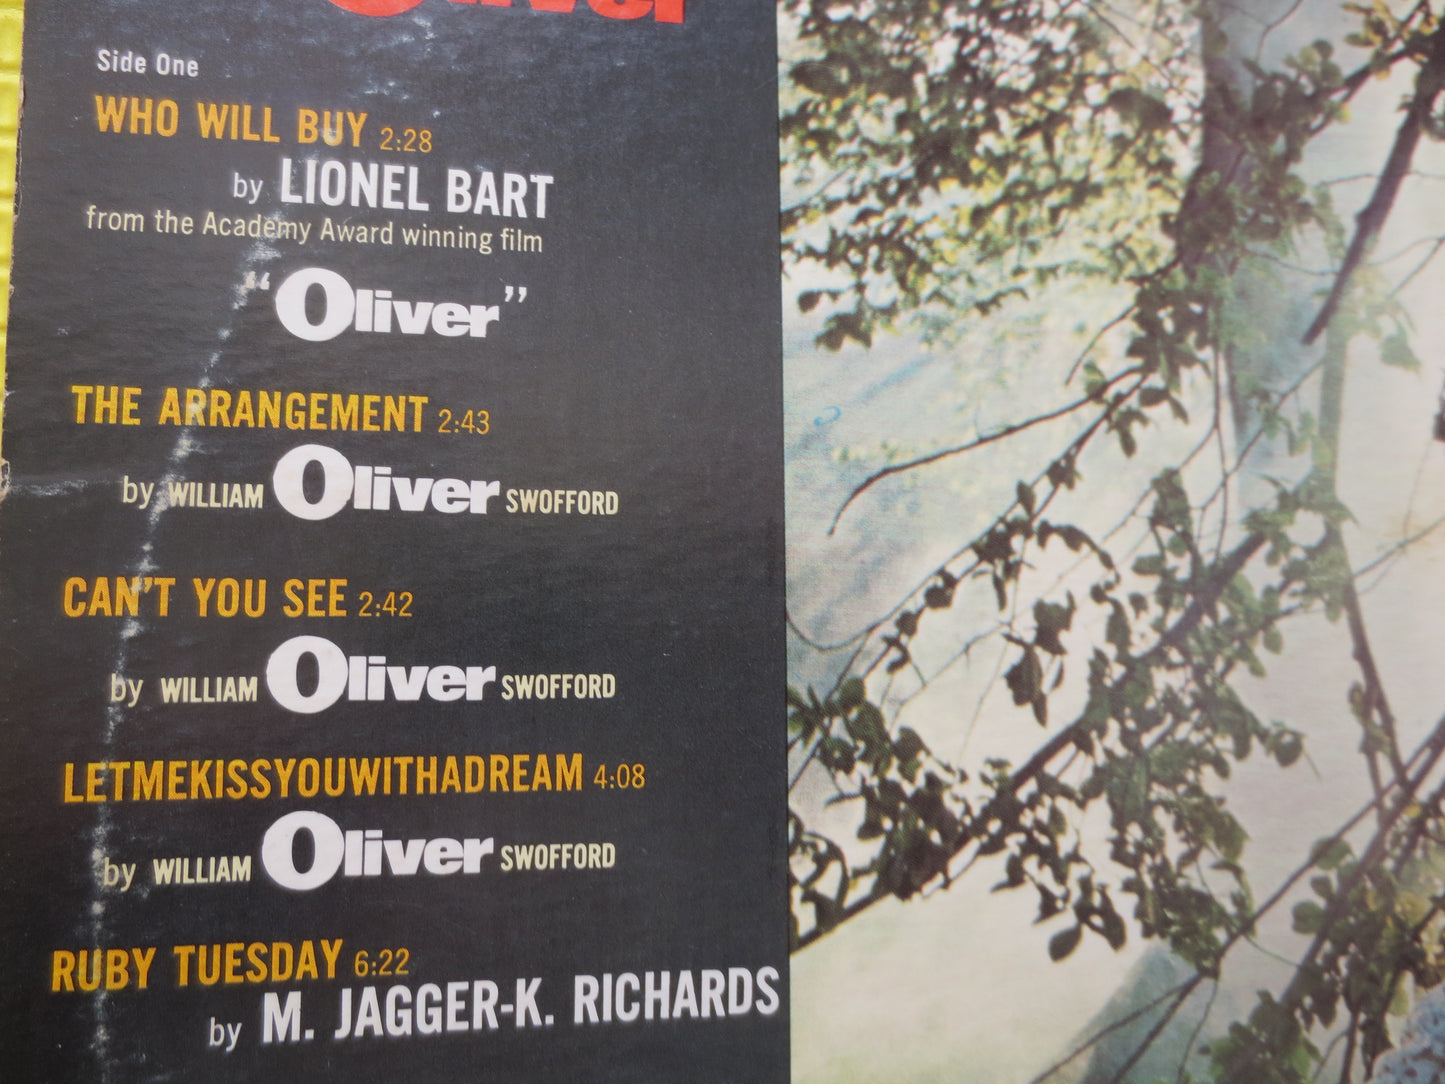 Oliver
Side One
WHO WILL BUY 2:28
by LIONEL BART
from the Academy Award winning film
“Oliver”
THE ARRANGEMENT 2:43
by WILLIAM Oliver SWOFFORD
CAN'T YOU SEE 2:42
by WILLIAM Oliver SWOFFORD
LETMEKISSYOUWITHADREAM 4:08
by WILLIAM Oliver SWOFFORD
RUBY TUESDAY 6:22
by M. JAGGER-K. RICHARDS